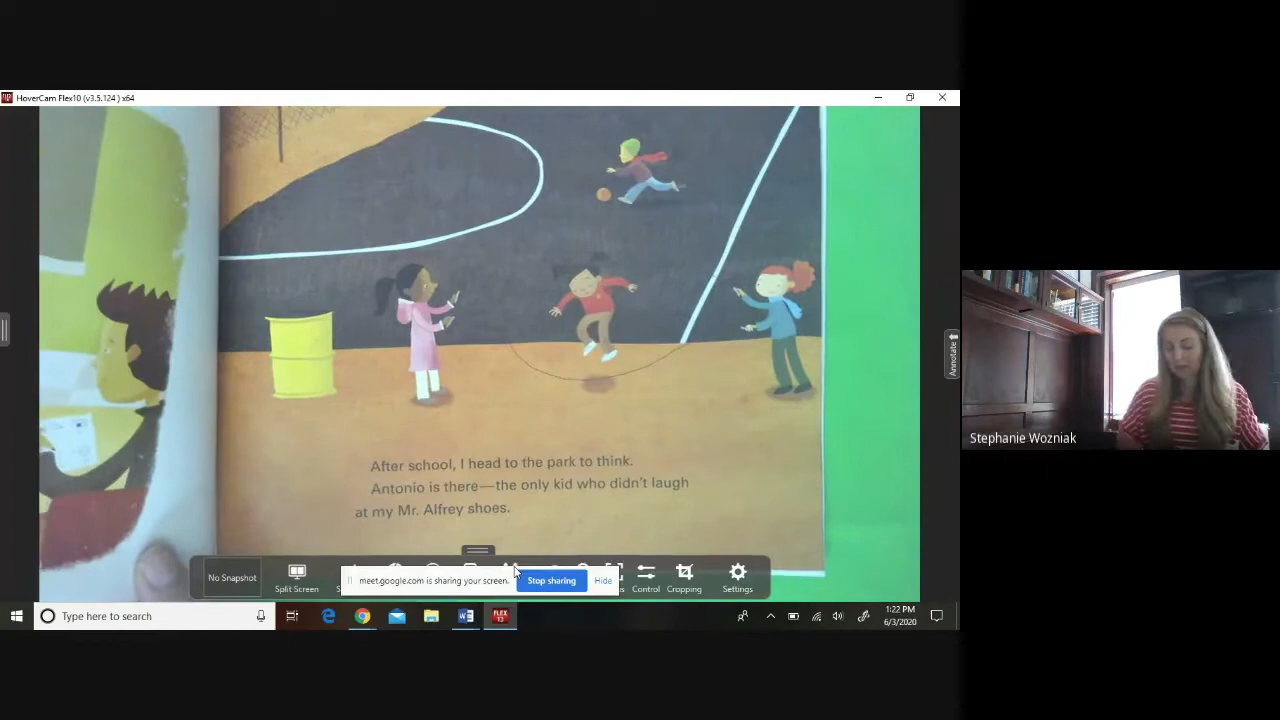 HoverCam Flex10 (v3.5.124 ) x64
Annotate
Stephanie Wozniak
After school, I head to the park to think.
Antonio is there—the only kid who didn't laugh
at my Mr. Alfrey shoes.
No Snapshot
Split Screen
meet.google.com is sharing your screen.
Stop sharing
Hide
Control
Cropping
Settings
Type here to search
1:22 PM
6/3/2020